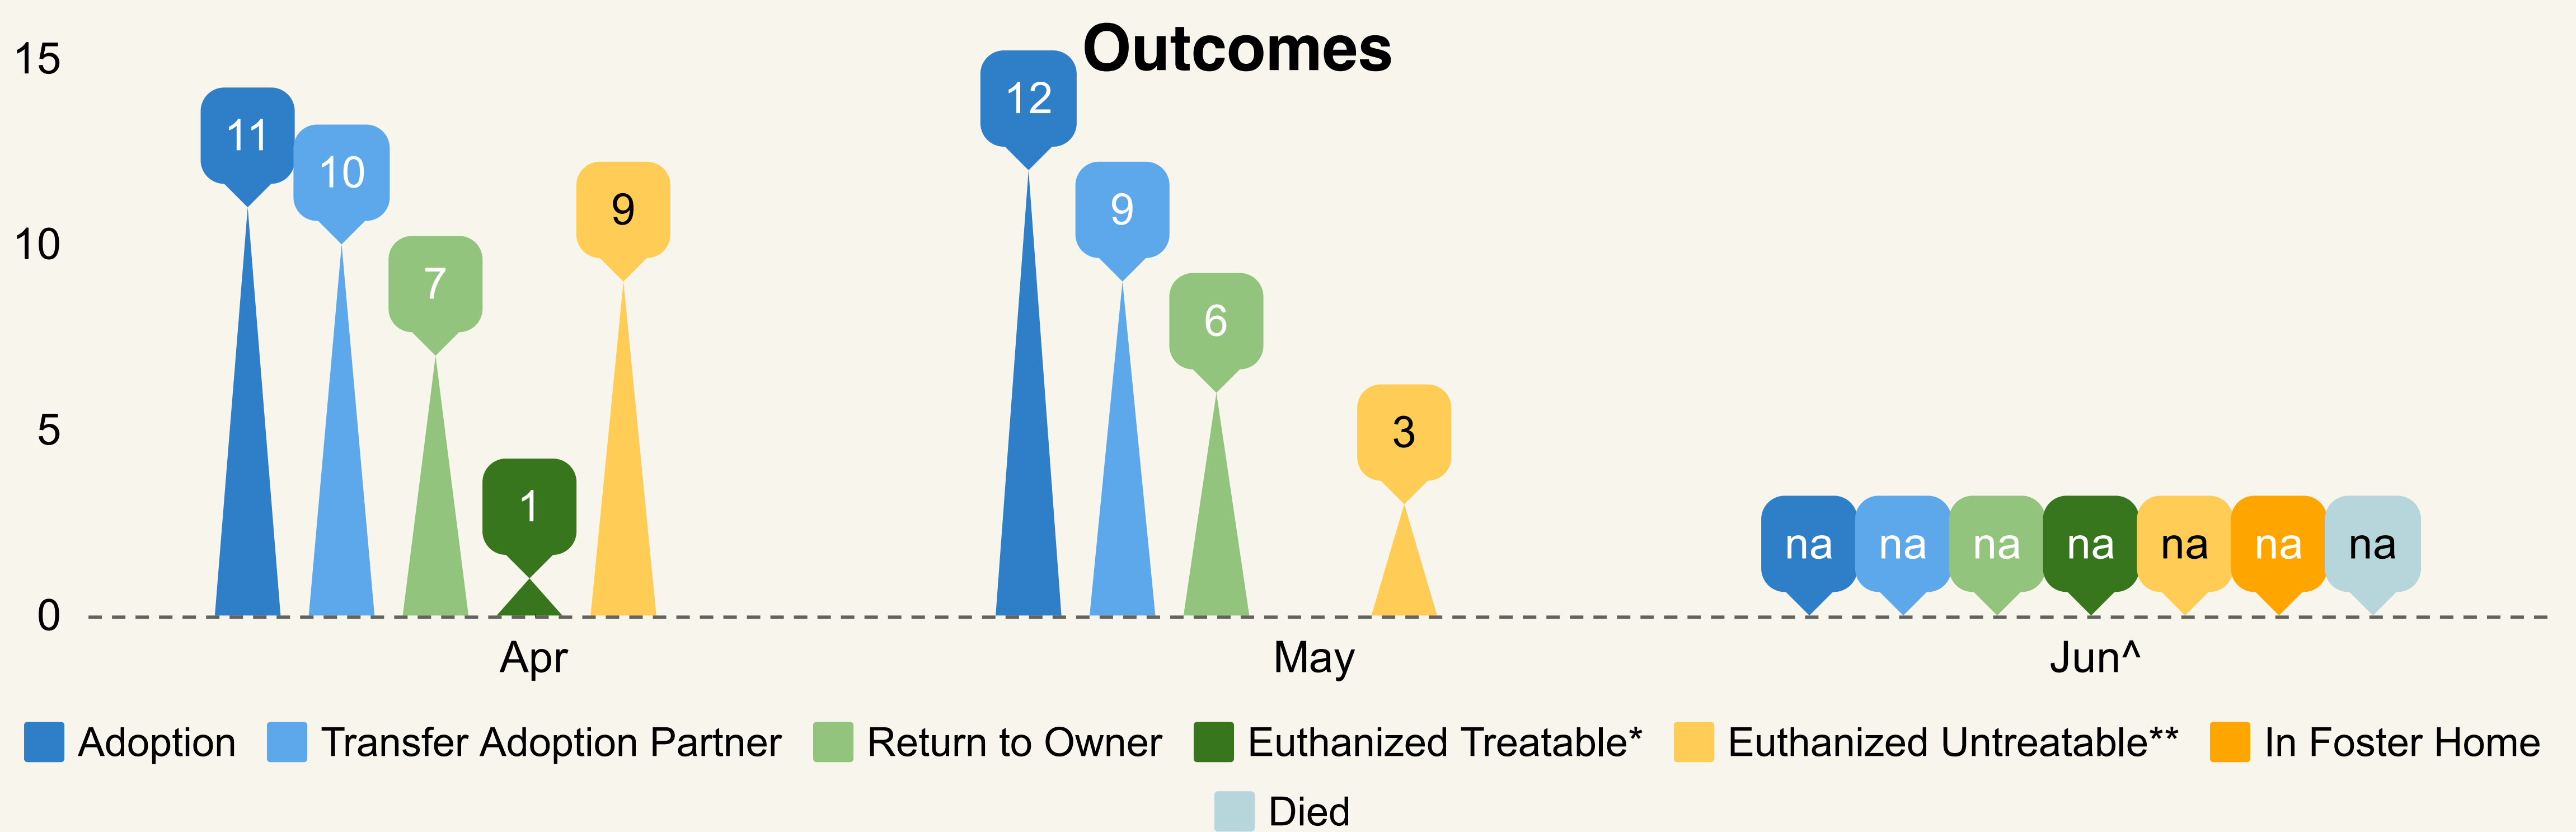 Outcomes
15
10
5
0
11
10
7
1
9
12
9
6
3
na na na na na na na
Apr May Jun^
Adoption Transfer Adoption Partner Return to Owner Euthanized Treatable* Euthanized Untreatable** In Foster Home
Died